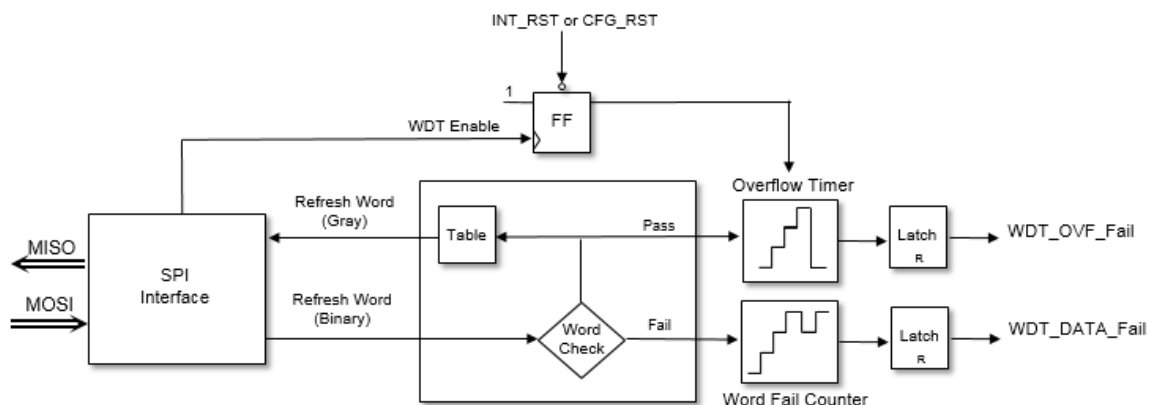 INT_RST or CFG_RST
1
FF
WDT Enable
Overflow Timer
Refresh Word
(Gray)
Table
Pass
Latch
R
WDT_OVF_Fail
MISO
SPI
Interface
MOSI
Refresh Word
(Binary)
Word
Check
Fail
Latch
R
WDT_DATA_Fail
Word Fail Counter